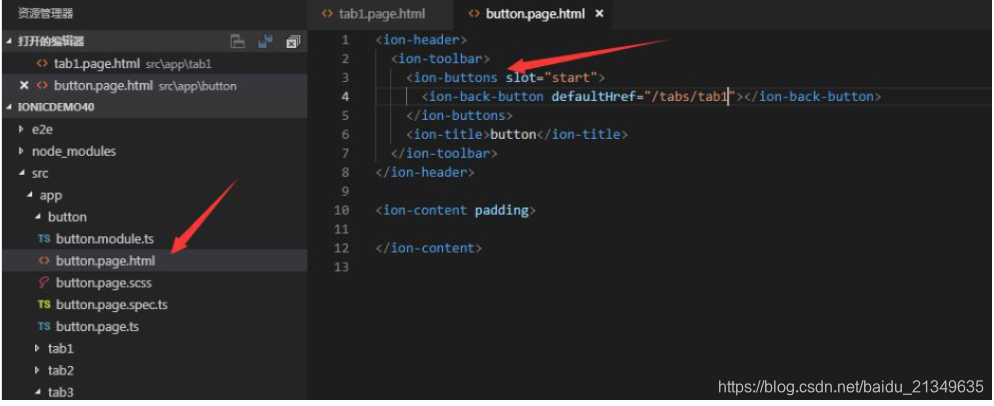 资源管理器
打开的编辑器
<> tab1.page.html src\app\tab1
× <> button.page.html src\app\button
IONICDEMO40
e2e
node_modules
src
app
button
TS button.module.ts
<> button.page.html
button.page.scss
TS button.page.spec.ts
TS button.page.ts
tab1
tab2
tab3
<> tab1.page.html <> button.page.html ×
1 <ion-header>
2 <ion-toolbar>
3 <ion-buttons slot="start">
4 <ion-back-button defaultHref="/tabs/tab1"></ion-back-button>
5 </ion-buttons>
6 <ion-title>button</ion-title>
7 </ion-toolbar>
8 </ion-header>
9
10 <ion-content padding>
11
12 </ion-content>
13
https://blog.csdn.net/baidu_21349635